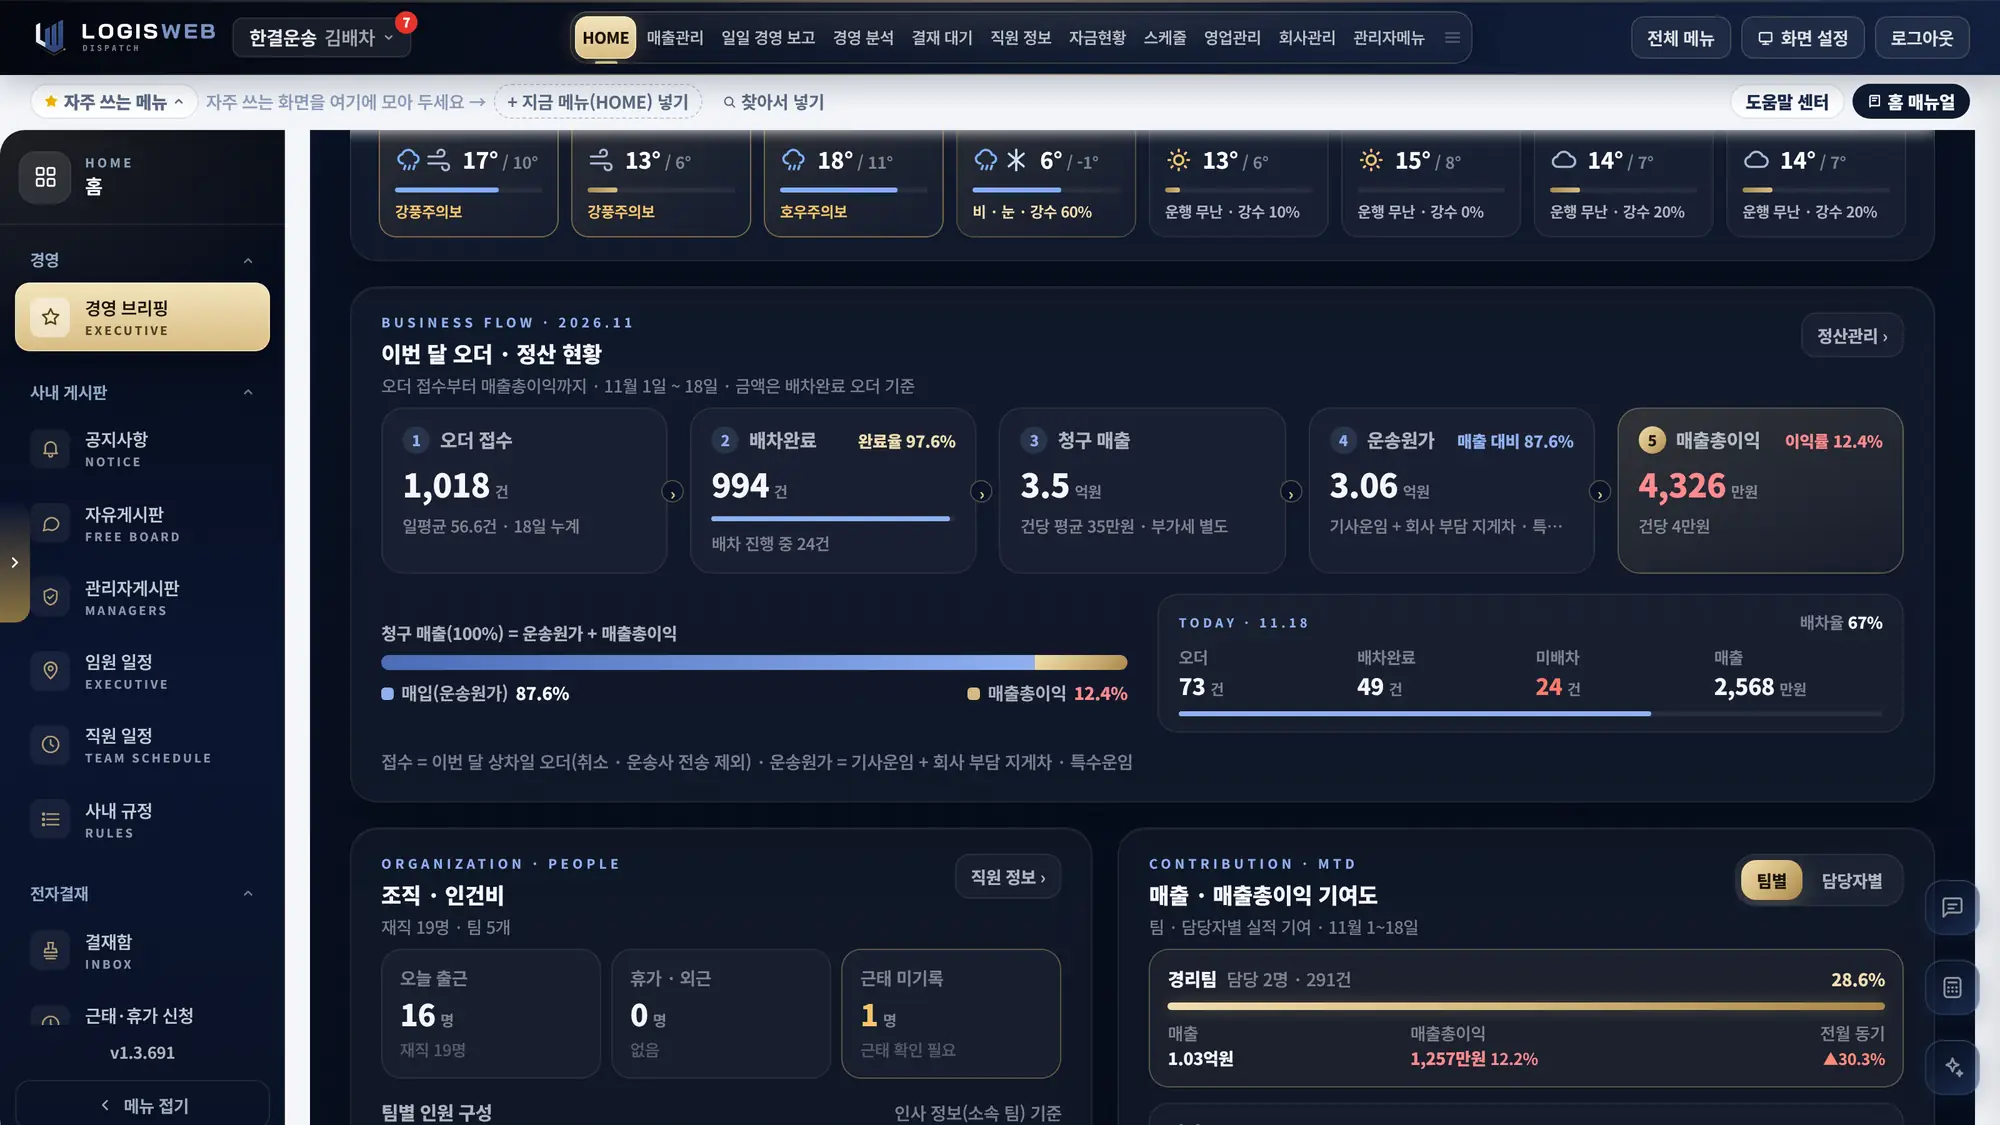 LOGISWEB
DISPATCH
한결운송 김배차
7
HOME
매출관리
일일 경영 보고
경영 분석
결재 대기
직원 정보
자금현황
스케줄
영업관리
회사관리
관리자메뉴
전체 메뉴
화면 설정
로그아웃
자주 쓰는 메뉴
자주 쓰는 화면을 여기에 모아 두세요 →
+ 지금 메뉴(HOME) 넣기
찾아서 넣기
도움말 센터
홈 매뉴얼
HOME
홈
경영
경영 브리핑
EXECUTIVE
사내 게시판
공지사항
NOTICE
자유게시판
FREE BOARD
관리자게시판
MANAGERS
임원 일정
EXECUTIVE
직원 일정
TEAM SCHEDULE
사내 규정
RULES
전자결재
결재함
INBOX
근태·휴가 신청
v1.3.691
메뉴 접기
17° / 10°
강풍주의보
13° / 6°
강풍주의보
18° / 11°
호우주의보
6° / -1°
비 · 눈 · 강수 60%
13° / 6°
운행 무난 · 강수 10%
15° / 8°
운행 무난 · 강수 0%
14° / 7°
운행 무난 · 강수 20%
14° / 7°
운행 무난 · 강수 20%
BUSINESS FLOW · 2026.11
이번 달 오더 · 정산 현황
오더 접수부터 매출총이익까지 · 11월 1일 ~ 18일 · 금액은 배차완료 오더 기준
정산관리 ›
1 오더 접수
1,018 건
일평균 56.6건 · 18일 누계
2 배차완료 완료율 97.6%
994 건
배차 진행 중 24건
3 청구 매출
3.5 억원
건당 평균 35만원 · 부가세 별도
4 운송원가 매출 대비 87.6%
3.06 억원
기사운임 + 회사 부담 지게차 · 특…
5 매출총이익 이익률 12.4%
4,326 만원
건당 4만원
청구 매출(100%) = 운송원가 + 매출총이익
매입(운송원가) 87.6%
매출총이익 12.4%
TODAY · 11.18
배차율 67%
오더
73 건
배차완료
49 건
미배차
24 건
매출
2,568 만원
접수 = 이번 달 상차일 오더(취소 · 운송사 전송 제외) · 운송원가 = 기사운임 + 회사 부담 지게차 · 특수운임
ORGANIZATION · PEOPLE
조직 · 인건비
재직 19명 · 팀 5개
직원 정보 ›
오늘 출근
16 명
재직 19명
휴가 · 외근
0 명
없음
근태 미기록
1 명
근태 확인 필요
팀별 인원 구성
인사 정보(소속 팀) 기준
CONTRIBUTION · MTD
매출 · 매출총이익 기여도
팀 · 담당자별 실적 기여 · 11월 1~18일
팀별
담당자별
경리팀 담당 2명 · 291건
28.6%
매출
1.03억원
매출총이익
1,257만원 12.2%
전월 동기
▲30.3%